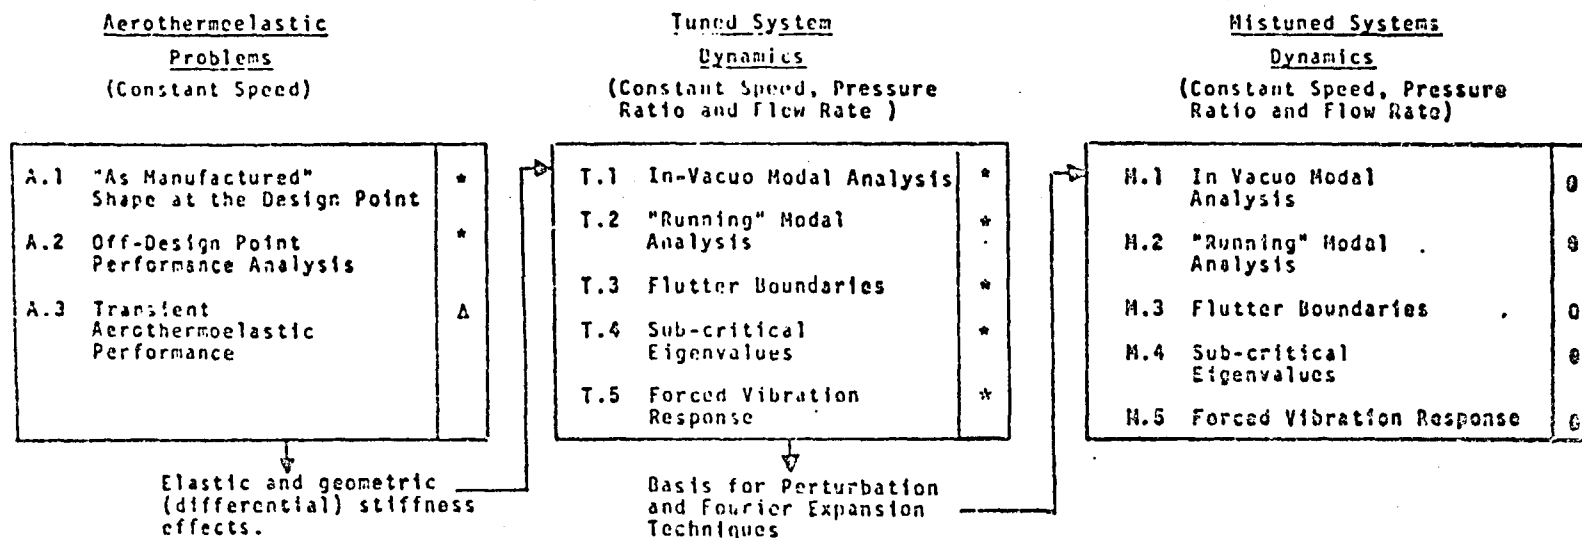 Aerothermoelastic
Problems
(Constant Speed)
A.1 "As Manufactured" *
Shape at the Design Point
A.2 Off-Design Point *
Performance Analysis
A.3 Transient Δ
Aerothermoelastic
Performance
Elastic and geometric
(differential) stiffness
effects.
Tuned System
Dynamics
(Constant Speed, Pressure
Ratio and Flow Rate )
T.1 In-Vacuo Modal Analysis *
T.2 "Running" Modal *
Analysis
T.3 Flutter Boundaries *
T.4 Sub-critical *
Eigenvalues
T.5 Forced Vibration *
Response
Basis for Perturbation
and Fourier Expansion
Techniques
Mistuned Systems
Dynamics
(Constant Speed, Pressure
Ratio and Flow Rate)
M.1 In Vacuo Modal
Analysis
M.2 "Running" Modal
Analysis
M.3 Flutter Boundaries
M.4 Sub-critical
Eigenvalues
M.5 Forced Vibration Response